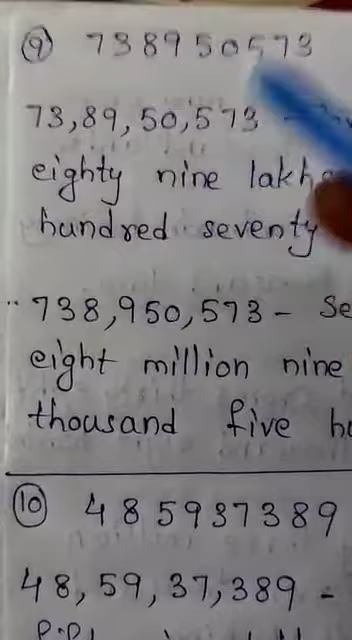 9 738950573
73,89,50,573 -
eighty nine lakh
hundred seventy
738,950,573 - Se
eight million nine
thousand five hu
10 485937389
48,59,37,389 -